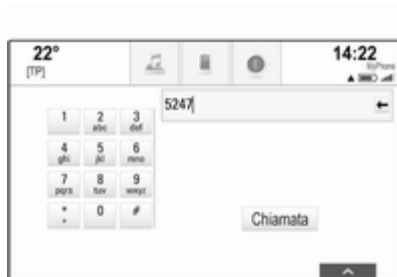 22°
14:22
[TP]
MyPhone
5247
1 2 3
abc def
4 5 6
ghi jkl mno
7 8 9
pqrs tuv wxyz
* 0 #
+
Chiamata